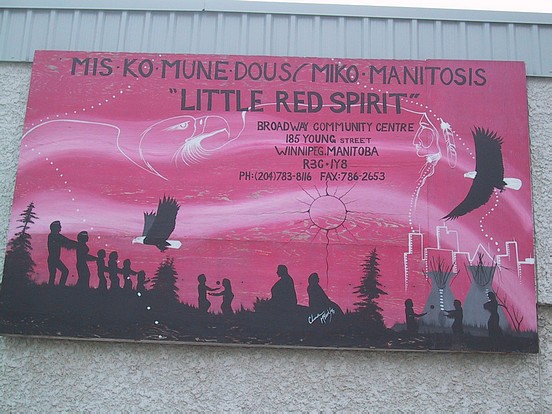 MIS·KO·MUNE·DOUS/MIKO·MANITOSIS
"LITTLE RED SPIRIT"
BROADWAY COMMUNITY CENTRE
185 YOUNG STREET
WINNIPEG, MANITOBA
R3G·1Y8
PH:(204)783-8116 FAX:786-2653